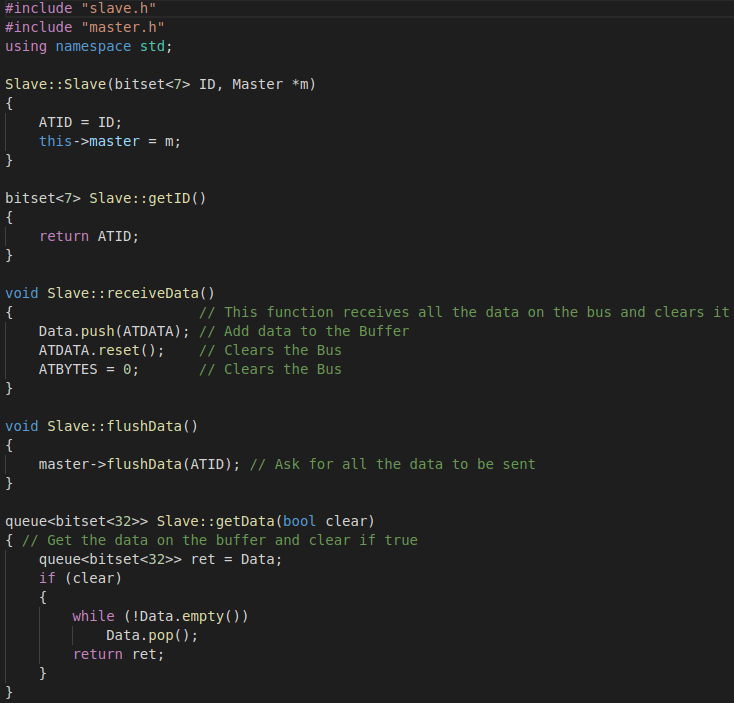 #include "slave.h"
#include "master.h"
using namespace std;

Slave::Slave(bitset<7> ID, Master *m)
{
    ATID = ID;
    this->master = m;
}

bitset<7> Slave::getID()
{
    return ATID;
}

void Slave::receiveData()
{                      // This function receives all the data on the bus and clears it
    Data.push(ATDATA); // Add data to the Buffer
    ATDATA.reset();    // Clears the Bus
    ATBYTES = 0;       // Clears the Bus
}

void Slave::flushData()
{
    master->flushData(ATID); // Ask for all the data to be sent
}

queue<bitset<32>> Slave::getData(bool clear)
{ // Get the data on the buffer and clear if true
    queue<bitset<32>> ret = Data;
    if (clear)
    {
        while (!Data.empty())
            Data.pop();
        return ret;
    }
}